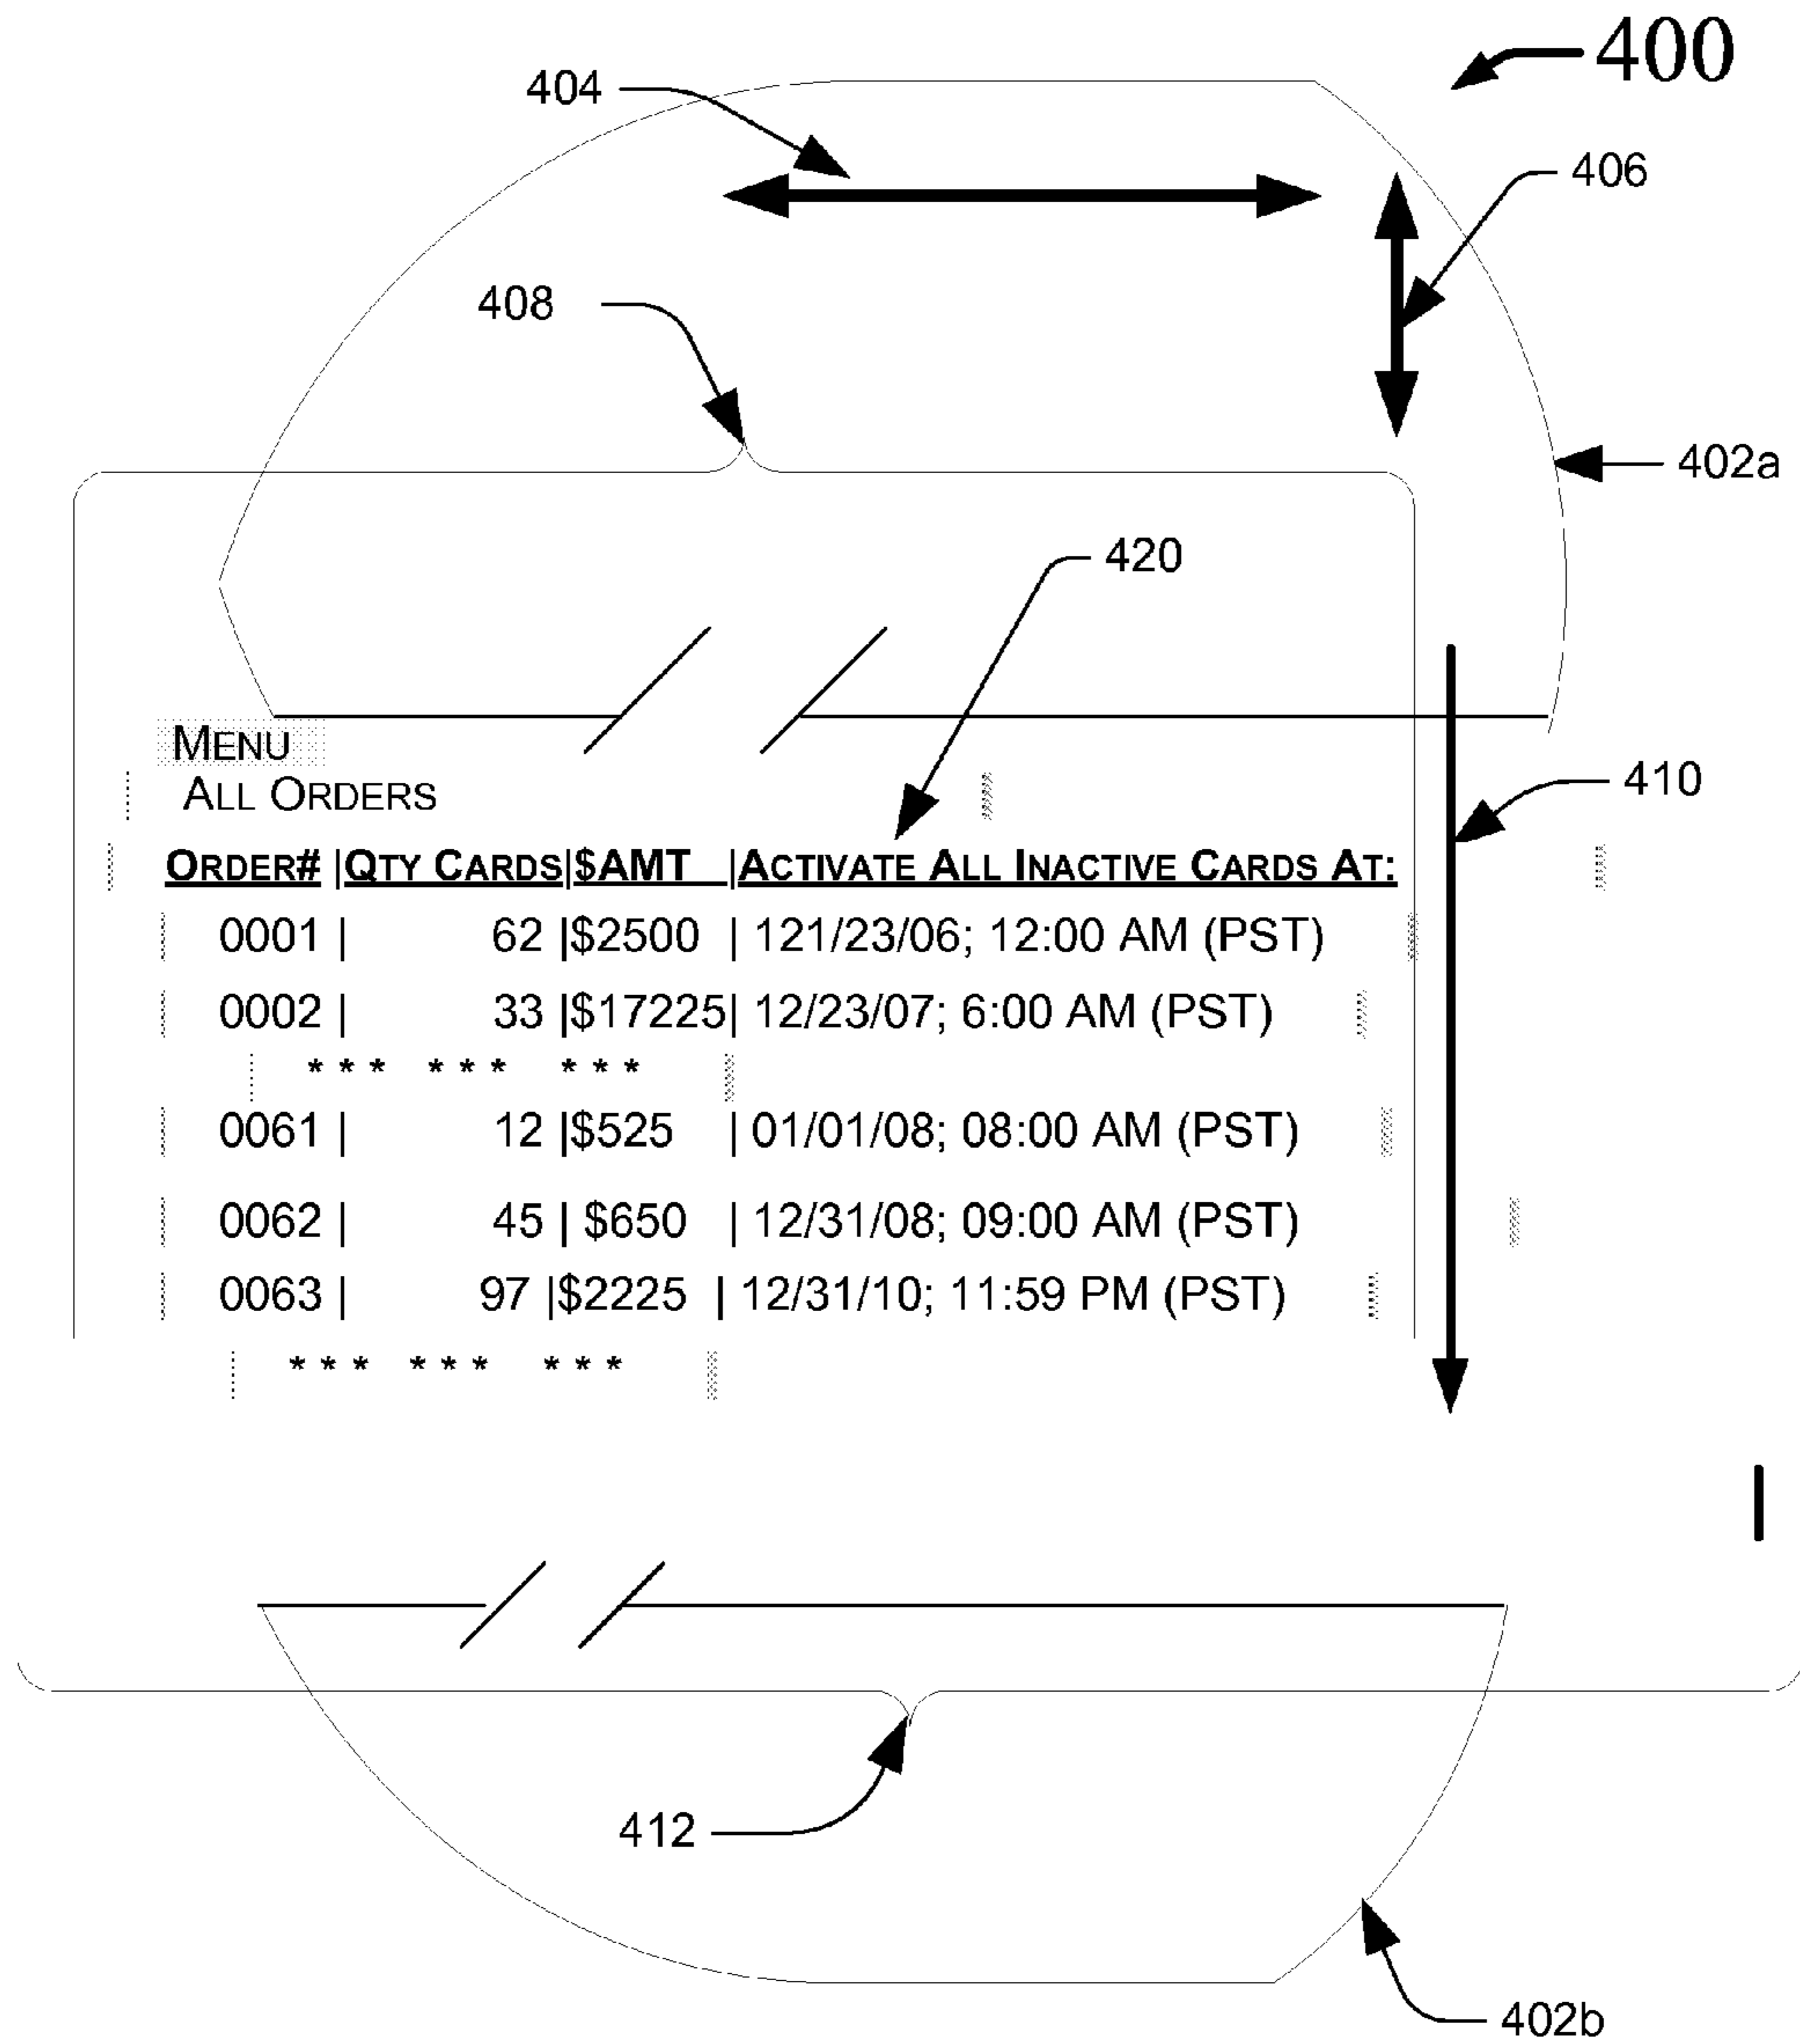 400
404
406
408
402a
420
MENU
ALL ORDERS
410
ORDER# |QTY CARDS|$AMT |ACTIVATE ALL INACTIVE CARDS AT:
0001 | 62 |$2500 | 121/23/06; 12:00 AM (PST)
0002 | 33 |$17225| 12/23/07; 6:00 AM (PST)
* * * * * * * * *
0061 | 12 |$525 | 01/01/08; 08:00 AM (PST)
0062 | 45 | $650 | 12/31/08; 09:00 AM (PST)
0063 | 97 |$2225 | 12/31/10; 11:59 PM (PST)
* * * * * * * * *
412
402b